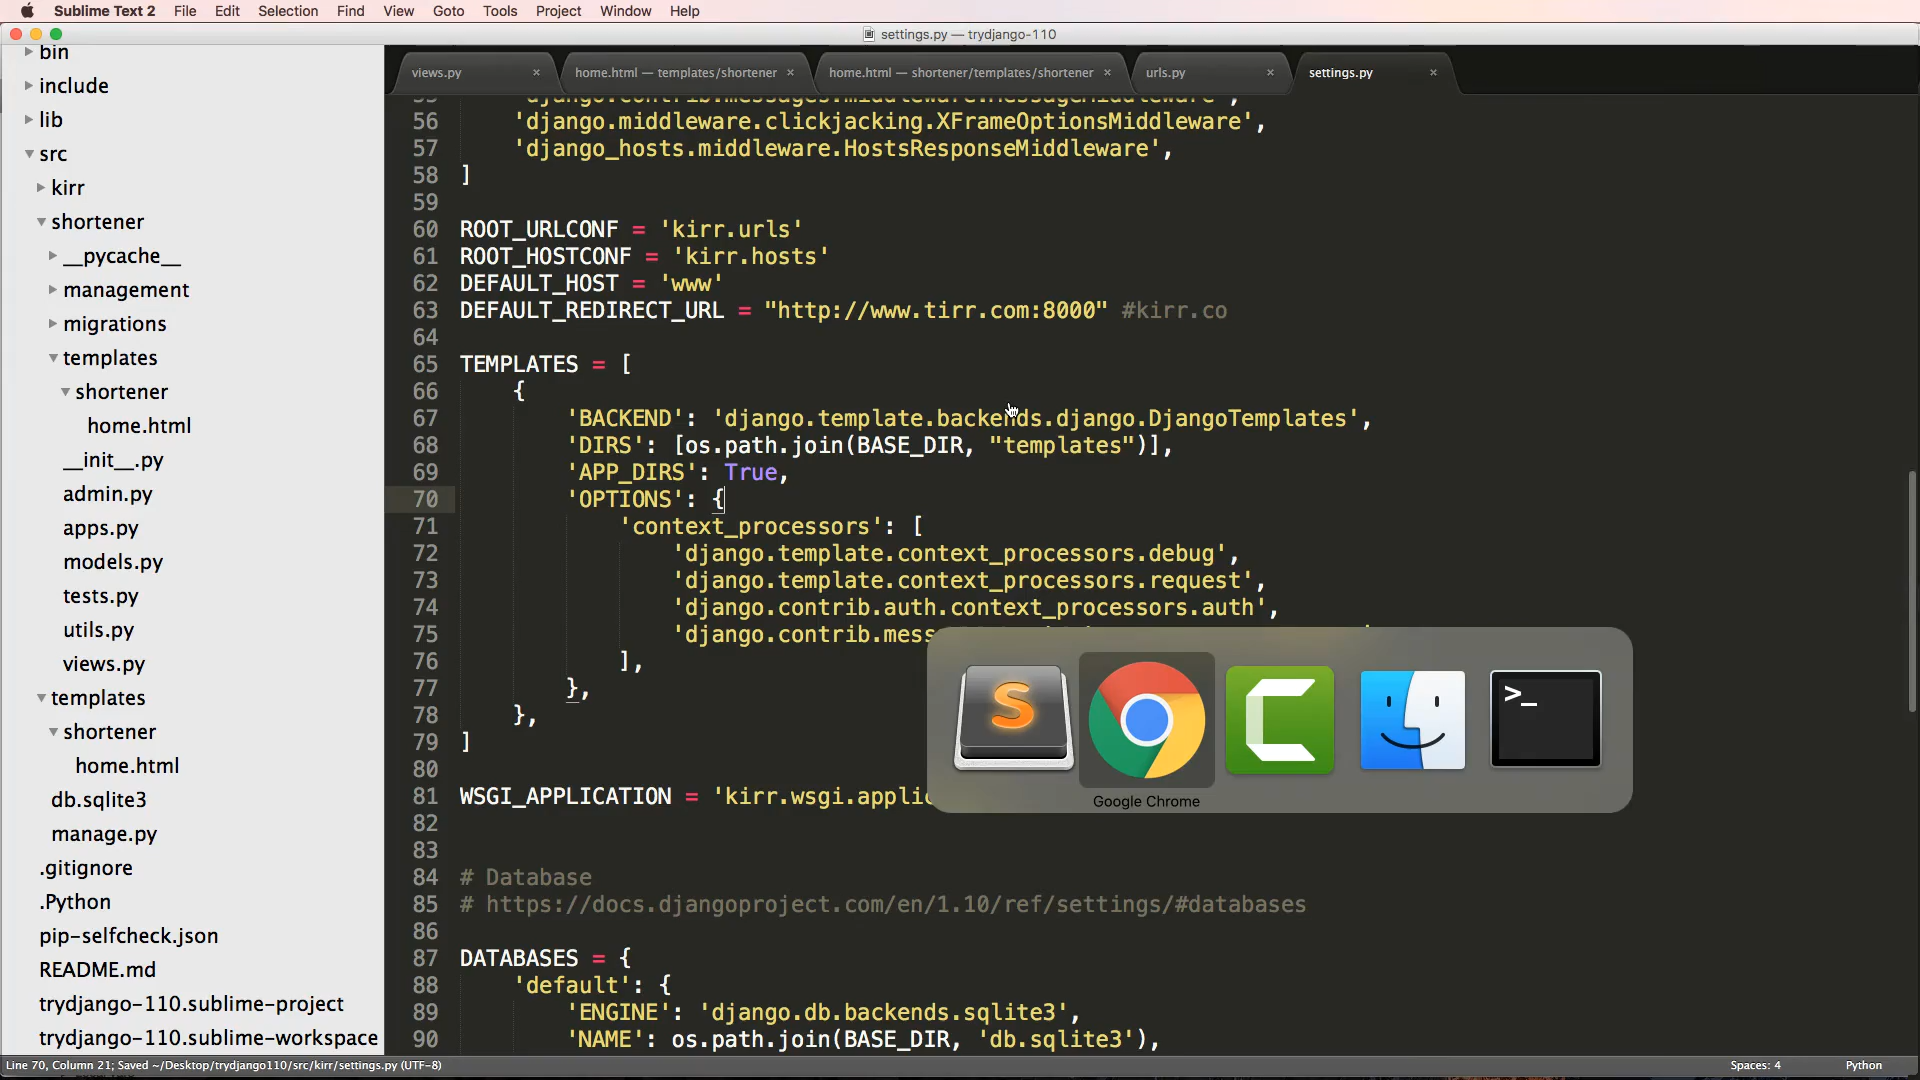 Sublime Text 2 File Edit Selection Find View Goto Tools Project Window Help
settings.py — trydjango-110
views.py × home.html — templates/shortener × home.html — shortener/templates/shortener × urls.py × settings.py ×
bin
include
lib
src
kirr
shortener
__pycache__
management
migrations
templates
shortener
home.html
__init__.py
admin.py
apps.py
models.py
tests.py
utils.py
views.py
templates
shortener
home.html
db.sqlite3
manage.py
.gitignore
.Python
pip-selfcheck.json
README.md
trydjango-110.sublime-project
trydjango-110.sublime-workspace
55 'django.contrib.messages.middleware.MessageMiddleware',
56 'django.middleware.clickjacking.XFrameOptionsMiddleware',
57 'django_hosts.middleware.HostsResponseMiddleware',
58 ]
59
60 ROOT_URLCONF = 'kirr.urls'
61 ROOT_HOSTCONF = 'kirr.hosts'
62 DEFAULT_HOST = 'www'
63 DEFAULT_REDIRECT_URL = "http://www.tirr.com:8000" #kirr.co
64
65 TEMPLATES = [
66 {
67 'BACKEND': 'django.template.backends.django.DjangoTemplates',
68 'DIRS': [os.path.join(BASE_DIR, "templates")],
69 'APP_DIRS': True,
70 'OPTIONS': {
71 'context_processors': [
72 'django.template.context_processors.debug',
73 'django.template.context_processors.request',
74 'django.contrib.auth.context_processors.auth',
75 'django.contrib.mess
76 ],
77 },
78 },
79 ]
80
81 WSGI_APPLICATION = 'kirr.wsgi.applic
82
83
84 # Database
85 # https://docs.djangoproject.com/en/1.10/ref/settings/#databases
86
87 DATABASES = {
88 'default': {
89 'ENGINE': 'django.db.backends.sqlite3',
90 'NAME': os.path.join(BASE_DIR, 'db.sqlite3'),
S
>_
Google Chrome
Line 70, Column 21; Saved ~/Desktop/trydjango110/src/kirr/settings.py (UTF-8) Spaces: 4 Python